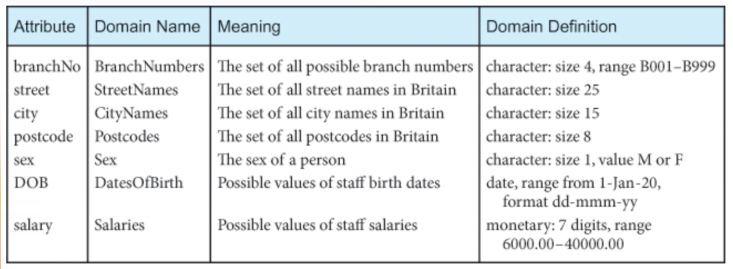 Attribute Domain Name Meaning Domain Definition
branchNo BranchNumbers The set of all possible branch numbers character: size 4, range B001–B999
street StreetNames The set of all street names in Britain character: size 25
city CityNames The set of all city names in Britain character: size 15
postcode Postcodes The set of all postcodes in Britain character: size 8
sex Sex The sex of a person character: size 1, value M or F
DOB DatesOfBirth Possible values of staff birth dates date, range from 1-Jan-20,
format dd-mmm-yy
salary Salaries Possible values of staff salaries monetary: 7 digits, range
6000.00–40000.00